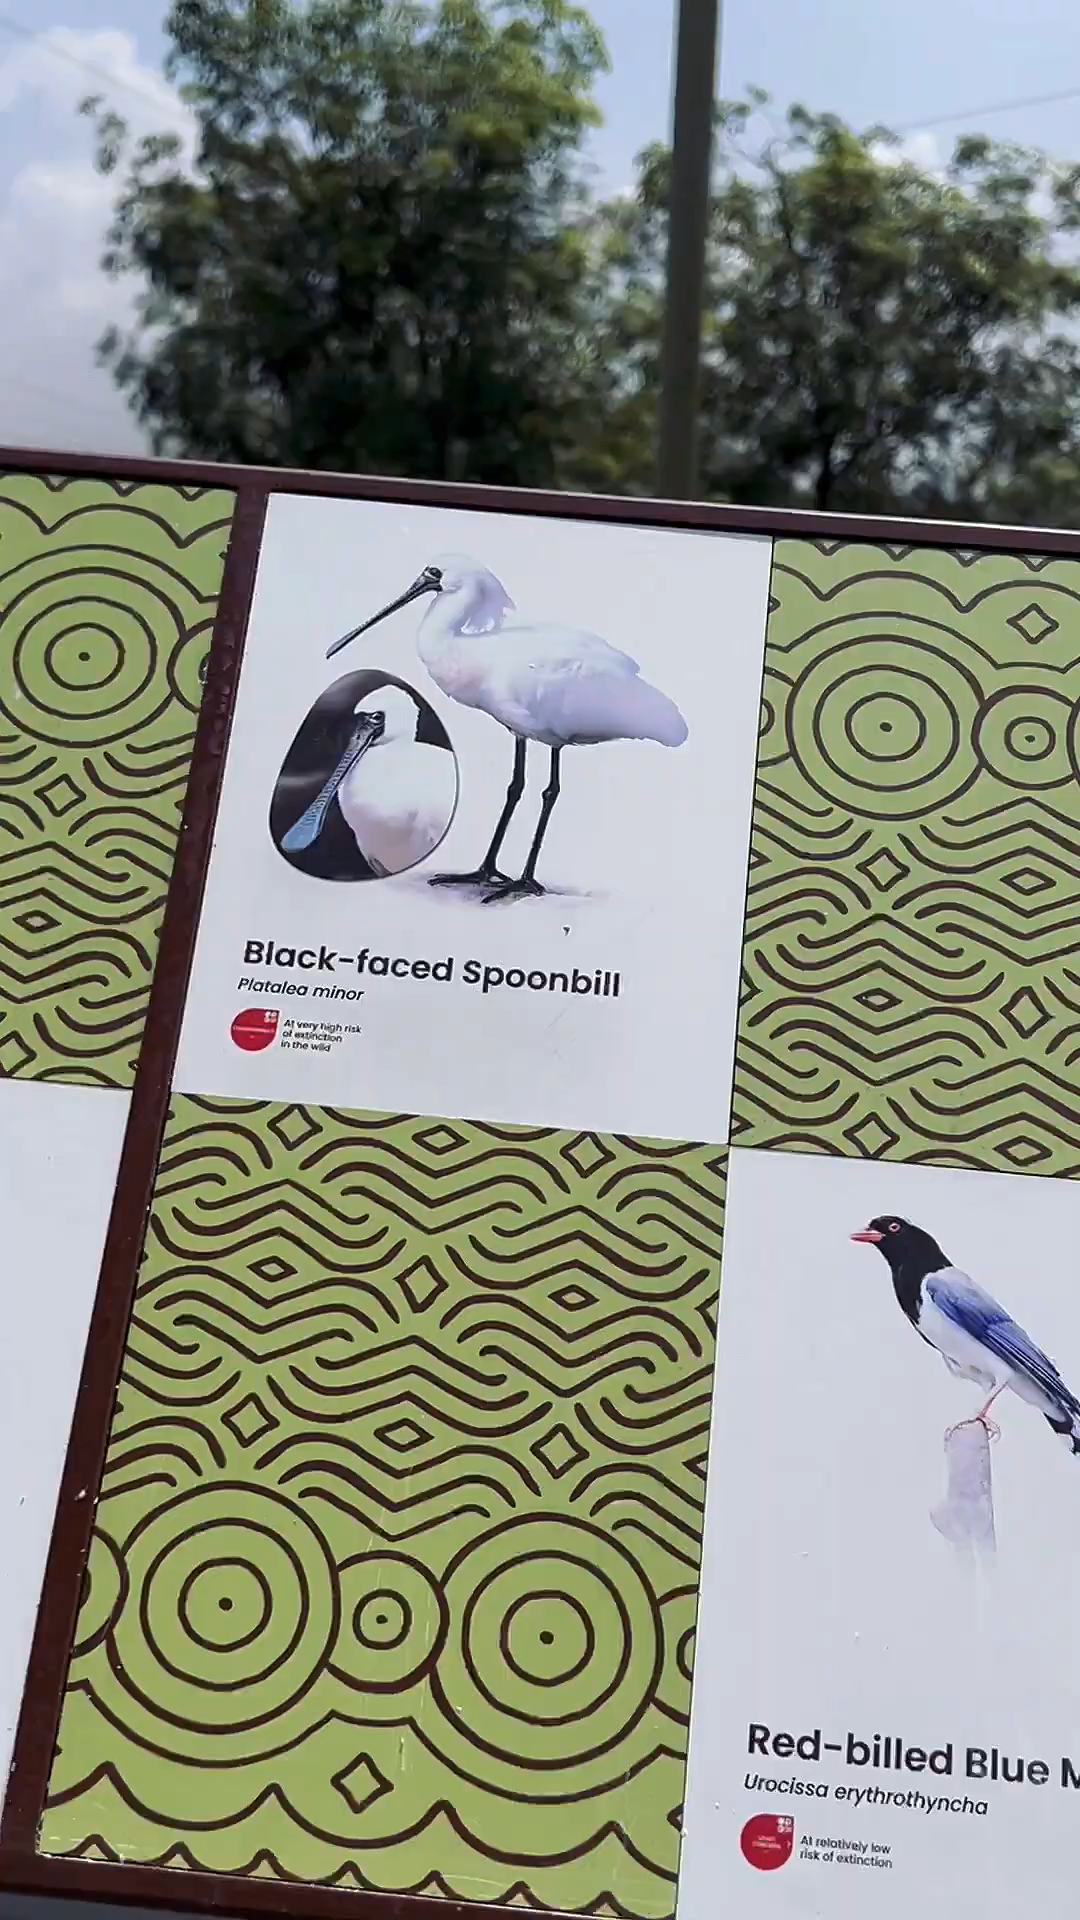 Black-faced Spoonbill
Platalea minor
At very high risk
of extinction
in the wild
Red-billed Blue M
Urocissa erythrothyncha
At relatively low
risk of extinction